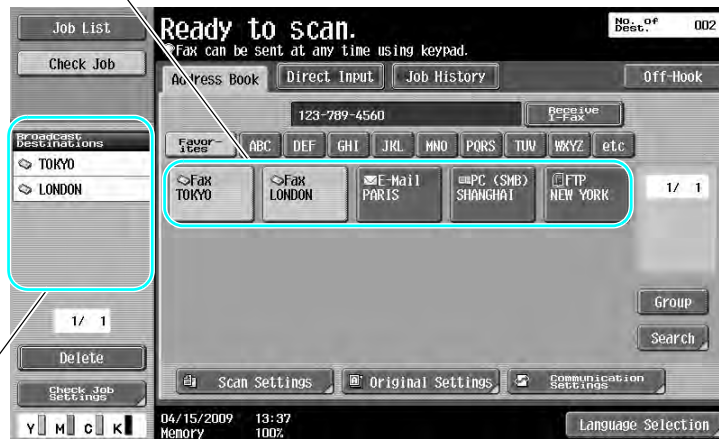 Job List
Ready to scan.
Fax can be sent at any time using keypad.
No. of
Dest.
002
Check Job
Address Book
Direct Input
Job History
Off-Hook
123-789-4560
Receive
I-Fax
Broadcast
Destinations
TOKYO
LONDON
Favor-
ites
ABC
DEF
GHI
JKL
MNO
PQRS
TUV
WXYZ
etc
Fax
TOKYO
Fax
LONDON
E-Mail
PARIS
PC (SMB)
SHANGHAI
FTP
NEW YORK
1/ 1
Group
Search
1/ 1
Delete
Check Job
Settings
Scan Settings
Original Settings
Communication
Settings
Y M C K
04/15/2009 13:37
Memory 100%
Language Selection